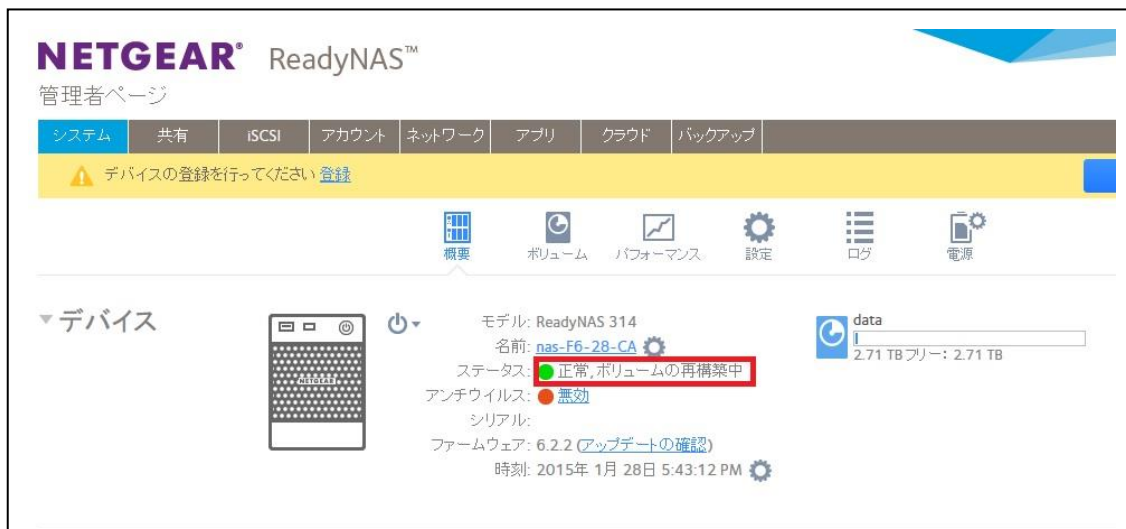 NETGEAR® ReadyNAS™
管理者ページ
システム 共有 iSCSI アカウント ネットワーク アプリ クラウド バックアップ
デバイスの登録を行ってください 登録
概要 ボリューム パフォーマンス 設定 ログ 電源
デバイス
NETGEAR
モデル: ReadyNAS 314
名前: nas-F6-28-CA
ステータス: 正常,ボリュームの再構築中
アンチウイルス: 無効
シリアル:
ファームウェア: 6.2.2 (アップデートの確認)
時刻: 2015年 1月 28日 5:43:12 PM
data
2.71 TB フリー: 2.71 TB